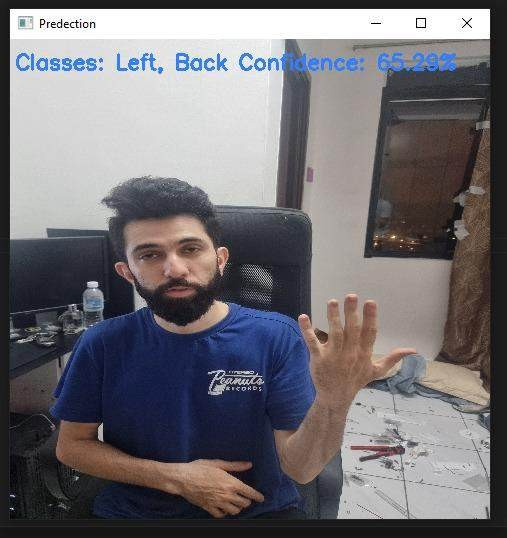 Predection
Classes: Left, Back Confidence: 65.29%
Peanuts
RECORDS